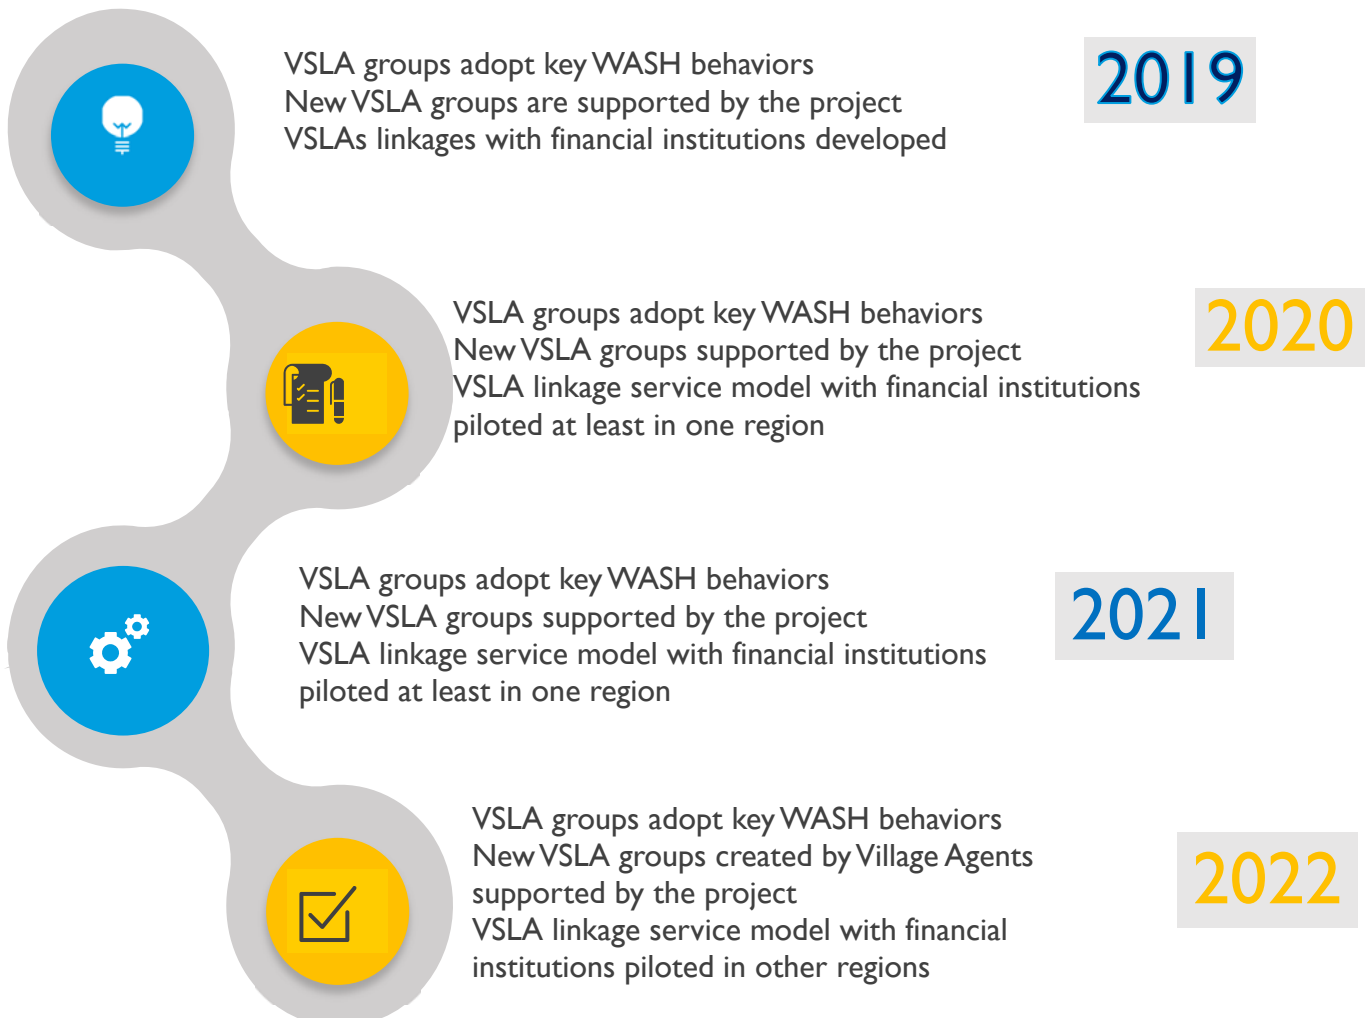 VSLA groups adopt key WASH behaviors
New VSLA groups are supported by the project
VSLAs linkages with financial institutions developed
2019
VSLA groups adopt key WASH behaviors
New VSLA groups supported by the project
VSLA linkage service model with financial institutions
piloted at least in one region
2020
VSLA groups adopt key WASH behaviors
New VSLA groups supported by the project
VSLA linkage service model with financial institutions
piloted at least in one region
2021
VSLA groups adopt key WASH behaviors
New VSLA groups created by Village Agents
supported by the project
VSLA linkage service model with financial
institutions piloted in other regions
2022